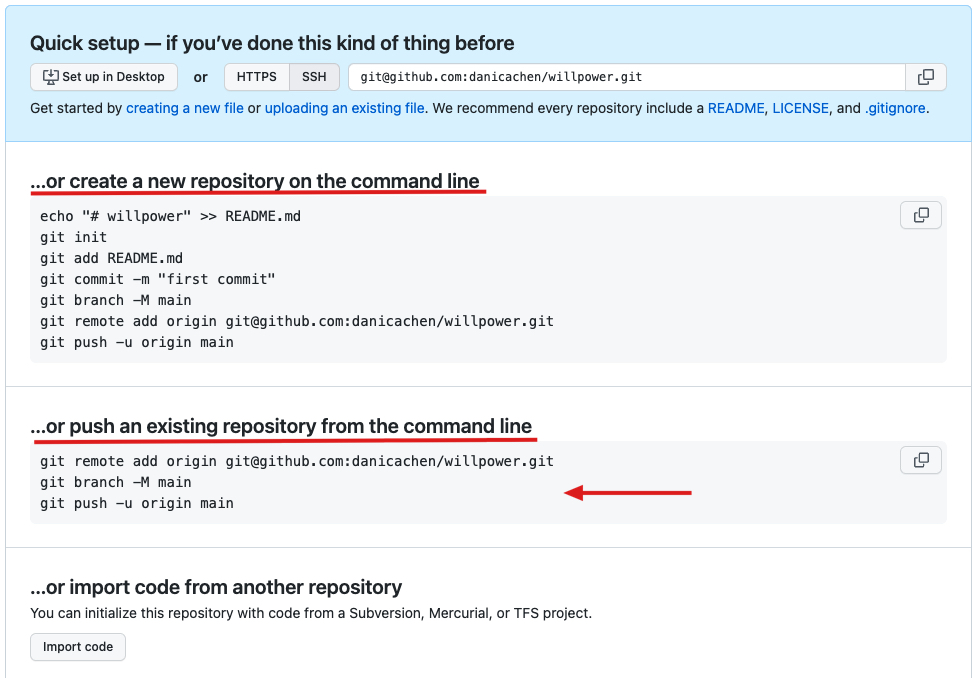 Quick setup — if you’ve done this kind of thing before
Set up in Desktop or HTTPS SSH git@github.com:danicachen/willpower.git
Get started by creating a new file or uploading an existing file. We recommend every repository include a README, LICENSE, and .gitignore.
…or create a new repository on the command line
echo "# willpower" >> README.md
git init
git add README.md
git commit -m "first commit"
git branch -M main
git remote add origin git@github.com:danicachen/willpower.git
git push -u origin main
…or push an existing repository from the command line
git remote add origin git@github.com:danicachen/willpower.git
git branch -M main
git push -u origin main
…or import code from another repository
You can initialize this repository with code from a Subversion, Mercurial, or TFS project.
Import code